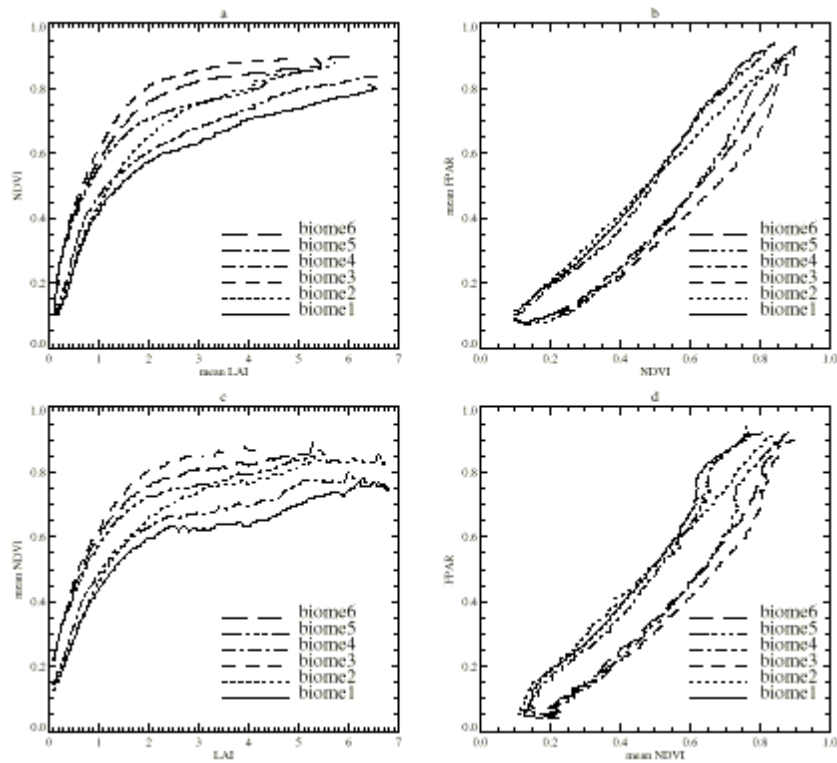 a
1.0
0.8
0.6
0.4
0.2
0.0
NDVI
biome6
biome5
biome4
biome3
biome2
biome1
0 1 2 3 4 5 6 7
mean LAI
b
1.0
0.8
0.6
0.4
0.2
0.0
mean FPAR
biome6
biome5
biome4
biome3
biome2
biome1
0.0 0.2 0.4 0.6 0.8 1.0
NDVI
c
1.0
0.8
0.6
0.4
0.2
0.0
mean NDVI
biome6
biome5
biome4
biome3
biome2
biome1
0 1 2 3 4 5 6 7
LAI
d
1.0
0.8
0.6
0.4
0.2
0.0
FPAR
biome6
biome5
biome4
biome3
biome2
biome1
0.0 0.2 0.4 0.6 0.8 1.0
mean NDVI